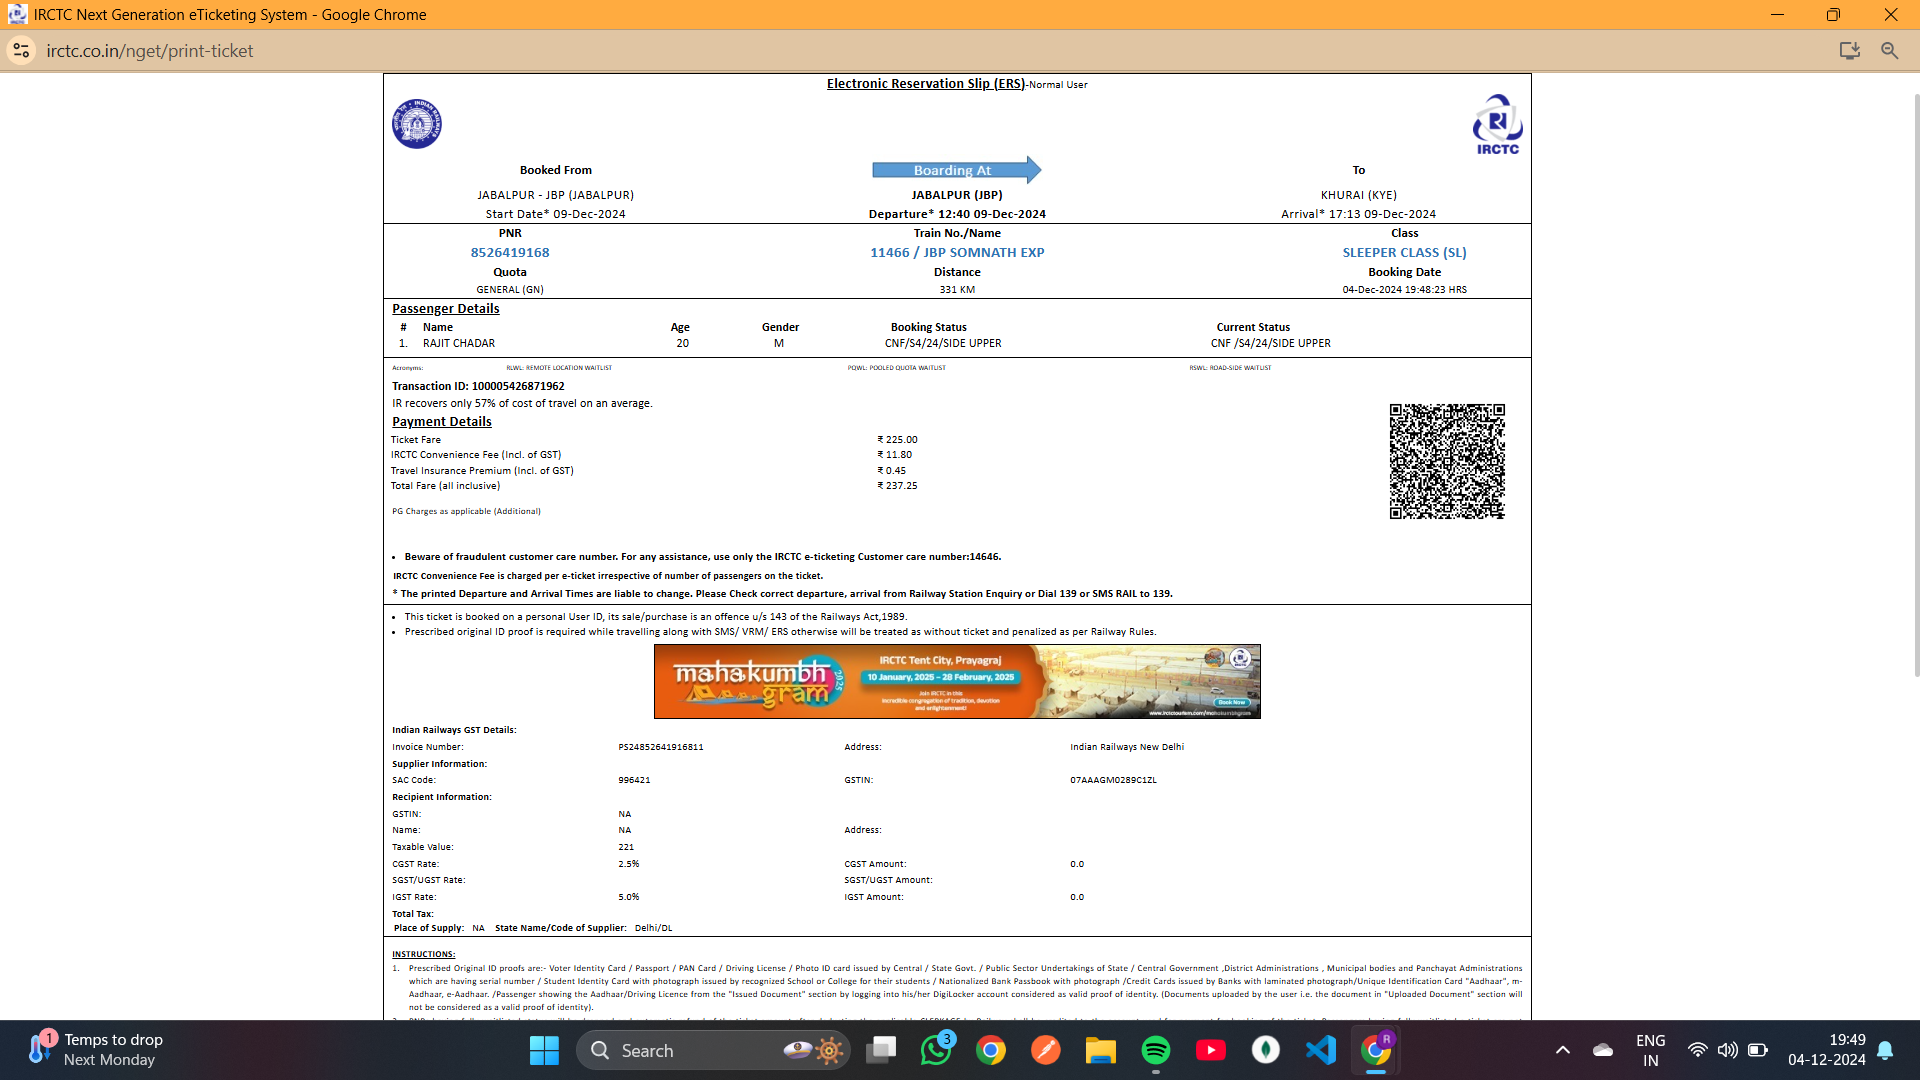 IRCTC Next Generation eTicketing System - Google Chrome
irctc.co.in/nget/print-ticket
Electronic Reservation Slip (ERS)-Normal User
IRCTC
Booked From Boarding At To
JABALPUR - JBP (JABALPUR) JABALPUR (JBP) KHURAI (KYE)
Start Date* 09-Dec-2024 Departure* 12:40 09-Dec-2024 Arrival* 17:13 09-Dec-2024
PNR Train No./Name Class
8526419168 11466 / JBP SOMNATH EXP SLEEPER CLASS (SL)
Quota Distance Booking Date
GENERAL (GN) 331 KM 04-Dec-2024 19:48:23 HRS
Passenger Details
# Name Age Gender Booking Status Current Status
1. RAJIT CHADAR 20 M CNF/S4/24/SIDE UPPER CNF /S4/24/SIDE UPPER
Acronyms: RLWL: REMOTE LOCATION WAITLIST PQWL: POOLED QUOTA WAITLIST RSWL: ROAD-SIDE WAITLIST
Transaction ID: 100005426871962
IR recovers only 57% of cost of travel on an average.
Payment Details
Ticket Fare ₹ 225.00
IRCTC Convenience Fee (Incl. of GST) ₹ 11.80
Travel Insurance Premium (Incl. of GST) ₹ 0.45
Total Fare (all inclusive) ₹ 237.25
PG Charges as applicable (Additional)
• Beware of fraudulent customer care number. For any assistance, use only the IRCTC e-ticketing Customer care number:14646.
IRCTC Convenience Fee is charged per e-ticket irrespective of number of passengers on the ticket.
* The printed Departure and Arrival Times are liable to change. Please Check correct departure, arrival from Railway Station Enquiry or Dial 139 or SMS RAIL to 139.
• This ticket is booked on a personal User ID, its sale/purchase is an offence u/s 143 of the Railways Act,1989.
• Prescribed original ID proof is required while travelling along with SMS/ VRM/ ERS otherwise will be treated as without ticket and penalized as per Railway Rules.
mahakumbh gram 2025
IRCTC Tent City, Prayagraj
10 January, 2025 - 28 February, 2025
Join IRCTC in this
incredible congregation of tradition, devotion
and enlightenment!
Book Now
www.irctctourism.com/mahakumbhgram
Indian Railways GST Details:
Invoice Number: PS24852641916811 Address: Indian Railways New Delhi
Supplier Information:
SAC Code: 996421 GSTIN: 07AAAGM0289C1ZL
Recipient Information:
GSTIN: NA
Name: NA Address:
Taxable Value: 221
CGST Rate: 2.5% CGST Amount: 0.0
SGST/UGST Rate: SGST/UGST Amount:
IGST Rate: 5.0% IGST Amount: 0.0
Total Tax:
Place of Supply: NA State Name/Code of Supplier: Delhi/DL
INSTRUCTIONS:
1. Prescribed Original ID proofs are:- Voter Identity Card / Passport / PAN Card / Driving License / Photo ID card issued by Central / State Govt. / Public Sector Undertakings of State / Central Government ,District Administrations , Municipal bodies and Panchayat Administrations
which are having serial number / Student Identity Card with photograph issued by recognized School or College for their students / Nationalized Bank Passbook with photograph /Credit Cards issued by Banks with laminated photograph/Unique Identification Card "Aadhaar", m-
Aadhaar, e-Aadhaar. /Passenger showing the Aadhaar/Driving Licence from the "Issued Document" section by logging into his/her DigiLocker account considered as valid proof of identity. (Documents uploaded by the user i.e. the document in "Uploaded Document" section will
not be considered as a valid proof of identity).
1
Temps to drop
Next Monday
Search
3
R
ENG
IN
19:49
04-12-2024